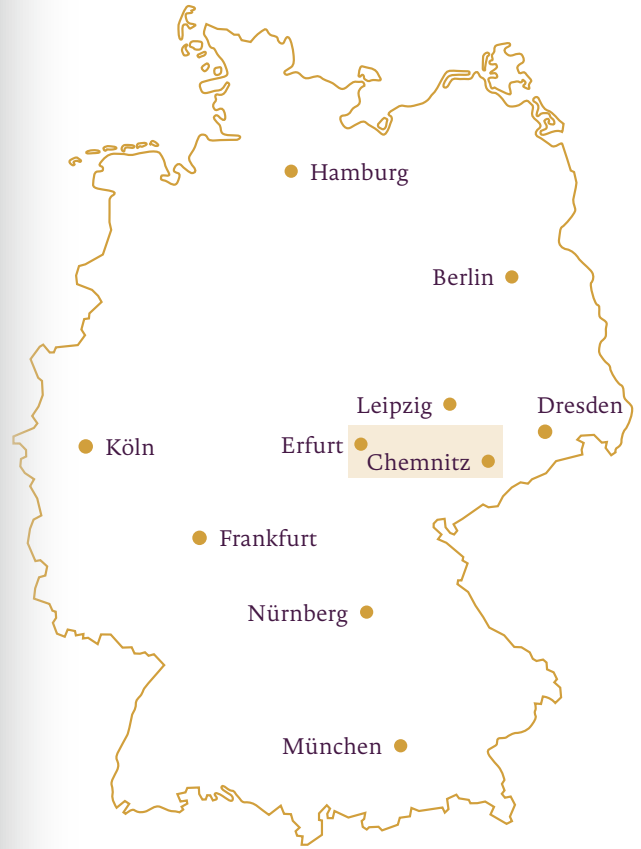 Hamburg
Berlin
Leipzig
Dresden
Erfurt
Köln
Chemnitz
Frankfurt
Nürnberg
München